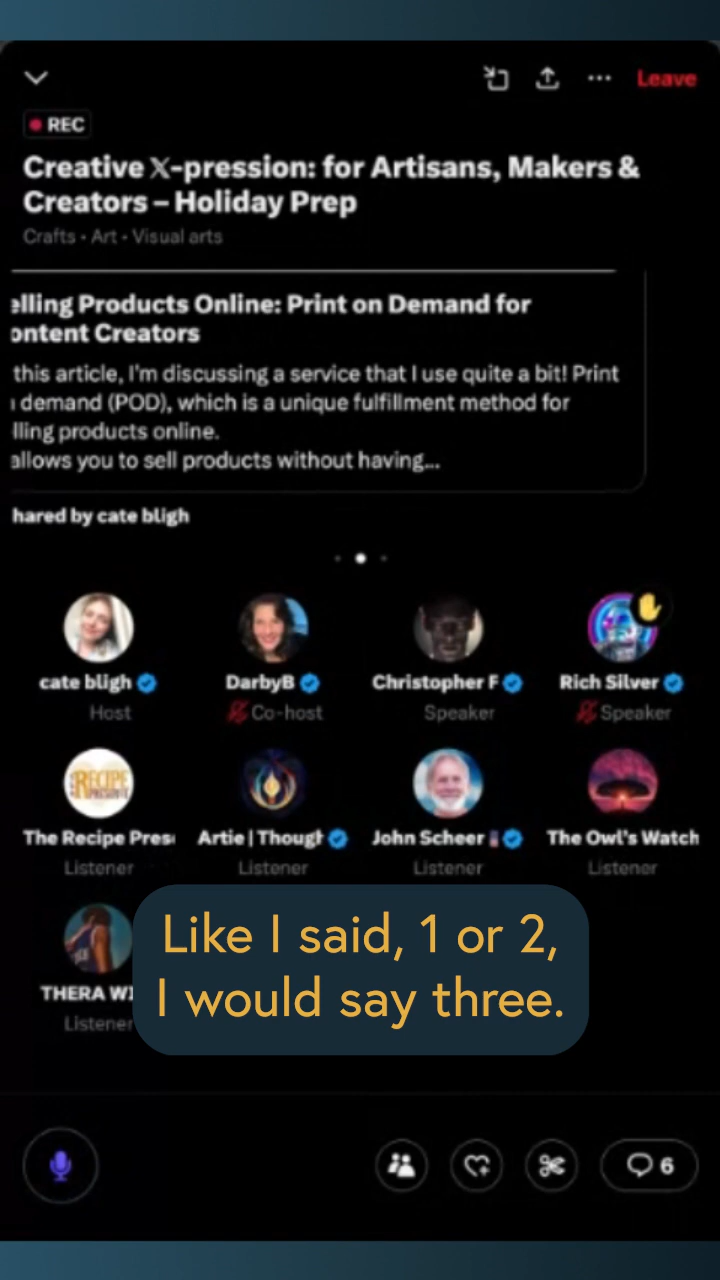 Leave
REC
Creative 𝕏-pression: for Artisans, Makers &
Creators – Holiday Prep
Crafts • Art • Visual arts
elling Products Online: Print on Demand for
ontent Creators
this article, I'm discussing a service that I use quite a bit! Print
demand (POD), which is a unique fulfillment method for
lling products online.
allows you to sell products without having...
hared by cate bligh
cate bligh DarbyB Christopher F Rich Silver
Host Co-host Speaker Speaker
RECIPE
The Recipe Pres Artie | Though John Scheer The Owl's Watch
Listener Listener Listener Listener
Like I said, 1 or 2,
I would say three.
THERA WI
Listener
6